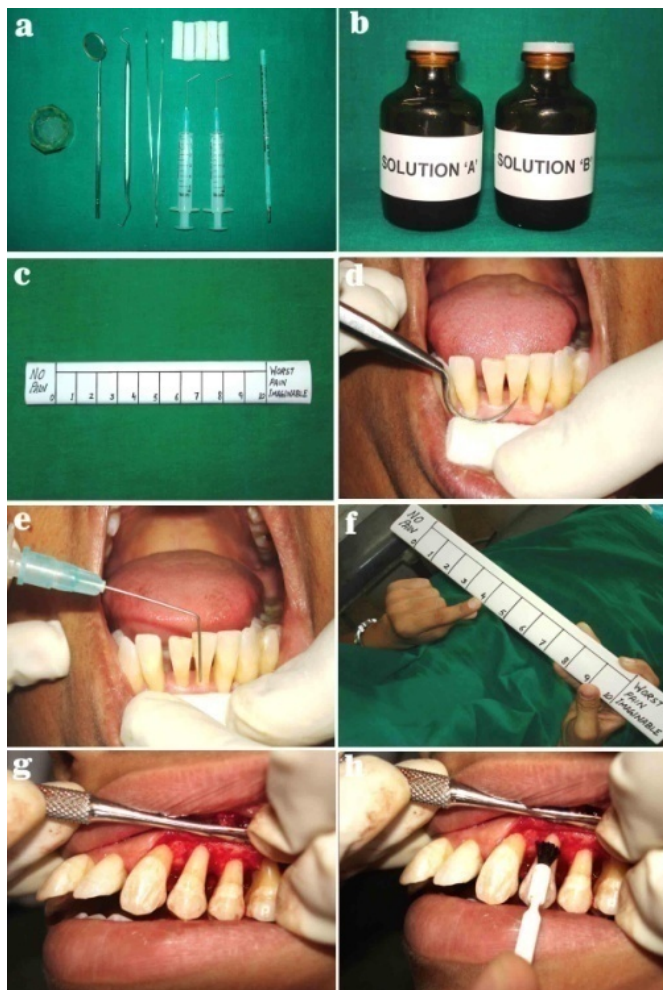 a
b
SOLUTION 'A'
SOLUTION 'B'
c
NO
PAIN
0 1 2 3 4 5 6 7 8 9 10
WORST
PAIN
IMAGINABLE
d
e
f
NO
PAIN
0 1 2 3 4 5 6 7 8 9 10
WORST
PAIN
IMAGINABLE
g
h